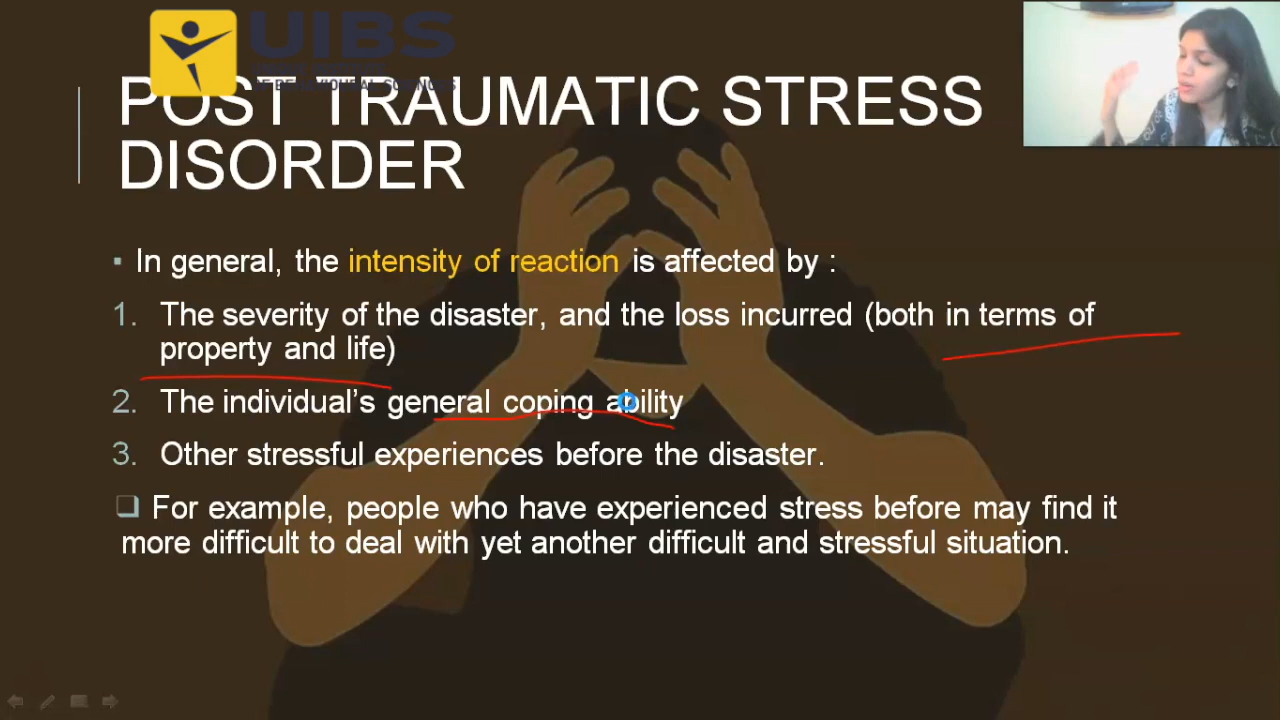 UIBS
OF BEHAVIOURAL SCIENCES
POST TRAUMATIC STRESS
DISORDER
▪ In general, the intensity of reaction is affected by :
1. The severity of the disaster, and the loss incurred (both in terms of
property and life)
2. The individual’s general coping ability
3. Other stressful experiences before the disaster.
❑ For example, people who have experienced stress before may find it
more difficult to deal with yet another difficult and stressful situation.